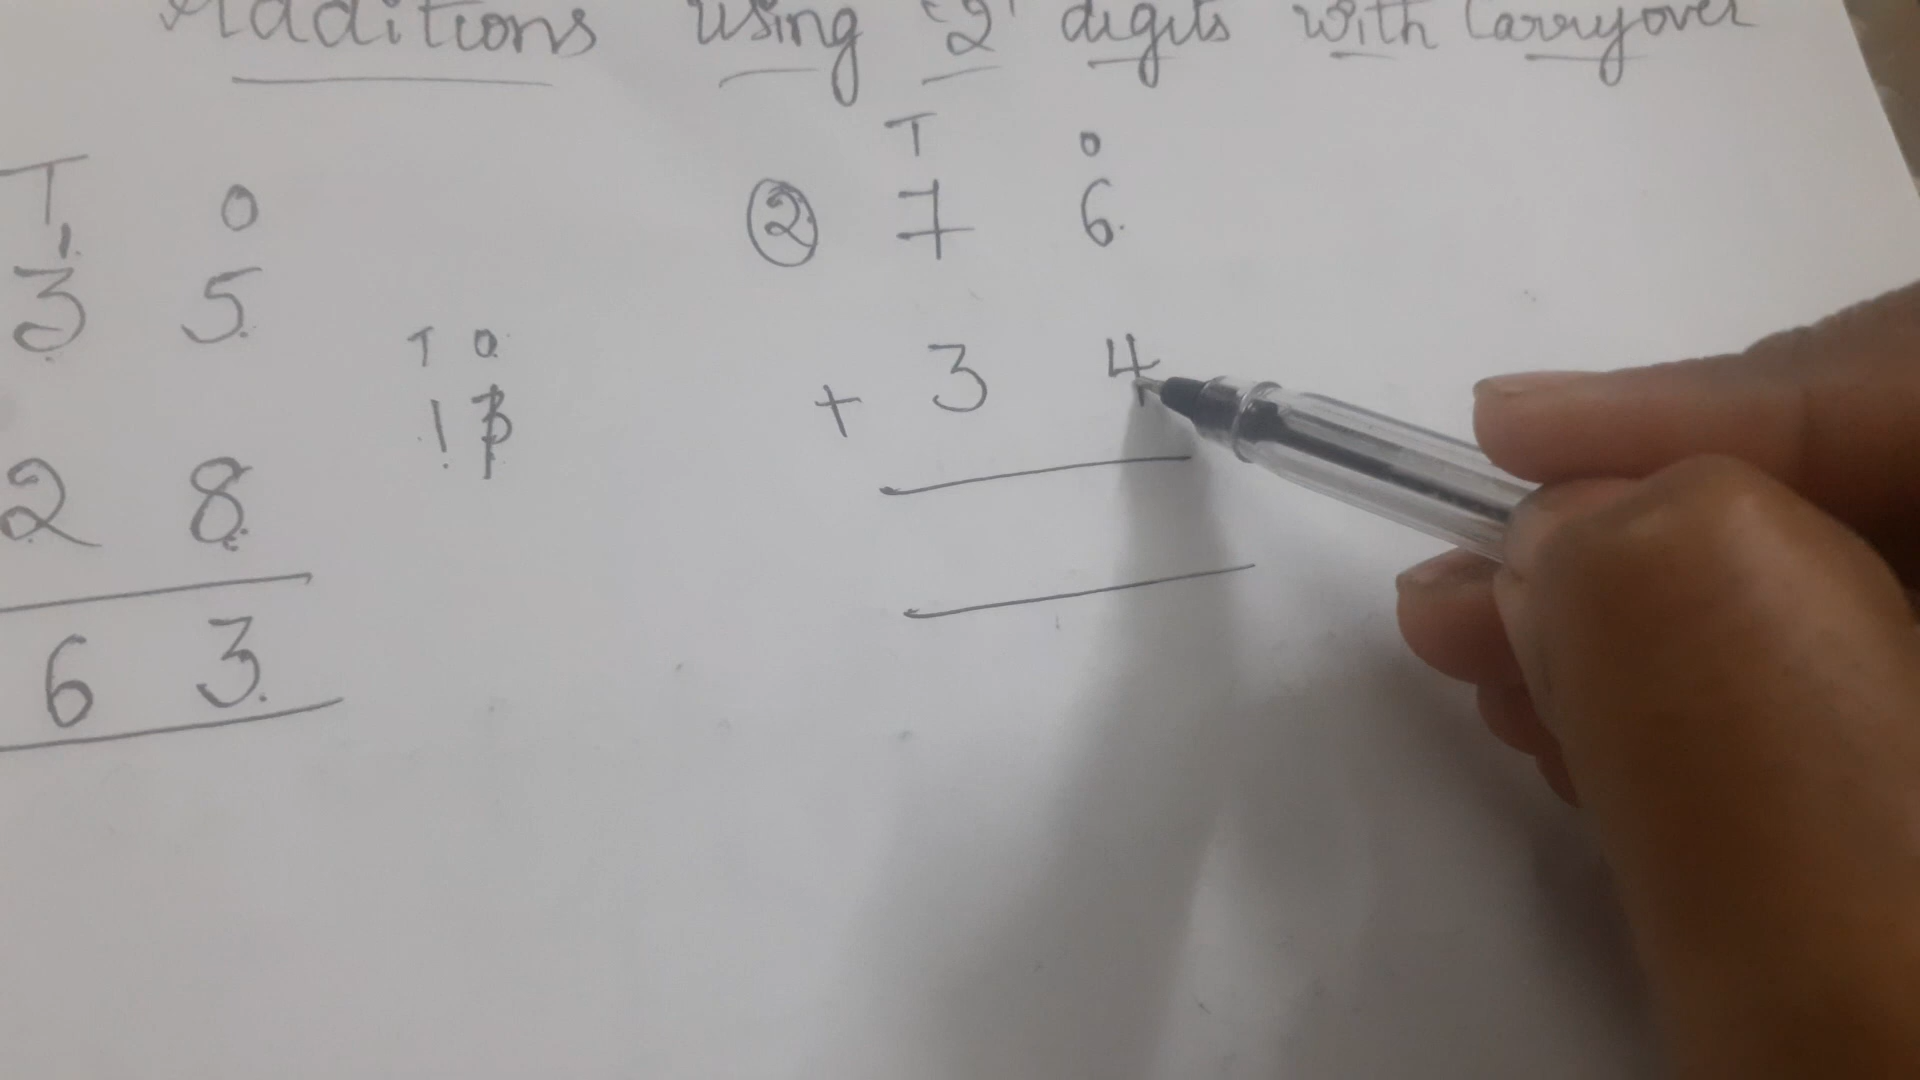 Additions using '2' digits with Carryover
T O
1
3 5
2 8
6 3
T O
1 3
② T O
7 6
+ 3 4